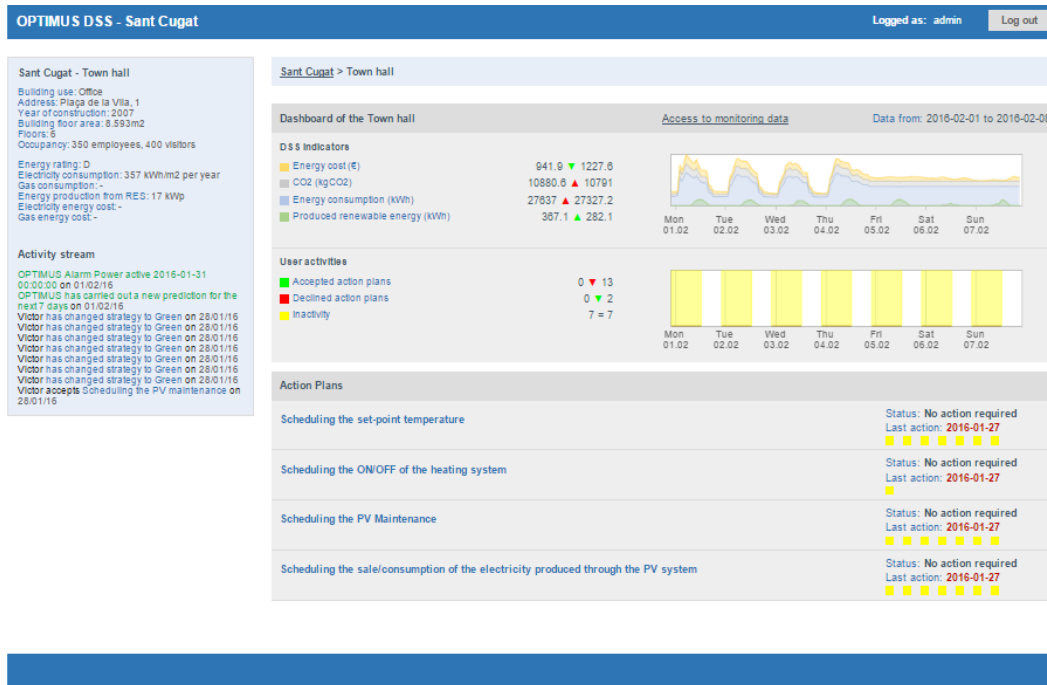 OPTIMUS DSS - Sant Cugat
Logged as: admin
Log out
Sant Cugat - Town hall
Building use: Office
Address: Plaça de la Vila, 1
Year of construction: 2007
Building floor area: 8.593m2
Floors: 6
Occupancy: 350 employees, 400 visitors
Energy rating: D
Electricity consumption: 357 kWh/m2 per year
Gas consumption: -
Energy production from RES: 17 kWp
Electricity energy cost: -
Gas energy cost: -
Activity stream
OPTIMUS Alarm Power active 2016-01-31
00:00:00 on 01/02/16
OPTIMUS has carried out a new prediction for the
next 7 days on 01/02/16
Victor has changed strategy to Green on 28/01/16
Victor has changed strategy to Green on 28/01/16
Victor has changed strategy to Green on 28/01/16
Victor has changed strategy to Green on 28/01/16
Victor has changed strategy to Green on 28/01/16
Victor has changed strategy to Green on 28/01/16
Victor has changed strategy to Green on 28/01/16
Victor accepts Scheduling the PV maintenance on
28/01/16
Sant Cugat > Town hall
Dashboard of the Town hall
Access to monitoring data
Data from: 2016-02-01 to 2016-02-08
DSS Indicators
Energy cost (€) 941.9 ▼ 1227.6
CO2 (kgCO2) 10880.6 ▲ 10791
Energy consumption (kWh) 27637 ▲ 27327.2
Produced renewable energy (kWh) 367.1 ▲ 282.1
Mon Tue Wed Thu Fri Sat Sun
01.02 02.02 03.02 04.02 05.02 06.02 07.02
User activities
Accepted action plans 0 ▼ 13
Declined action plans 0 ▼ 2
Inactivity 7 = 7
Mon Tue Wed Thu Fri Sat Sun
01.02 02.02 03.02 04.02 05.02 06.02 07.02
Action Plans
Scheduling the set-point temperature
Status: No action required
Last action: 2016-01-27
Scheduling the ON/OFF of the heating system
Status: No action required
Last action: 2016-01-27
Scheduling the PV Maintenance
Status: No action required
Last action: 2016-01-27
Scheduling the sale/consumption of the electricity produced through the PV system
Status: No action required
Last action: 2016-01-27